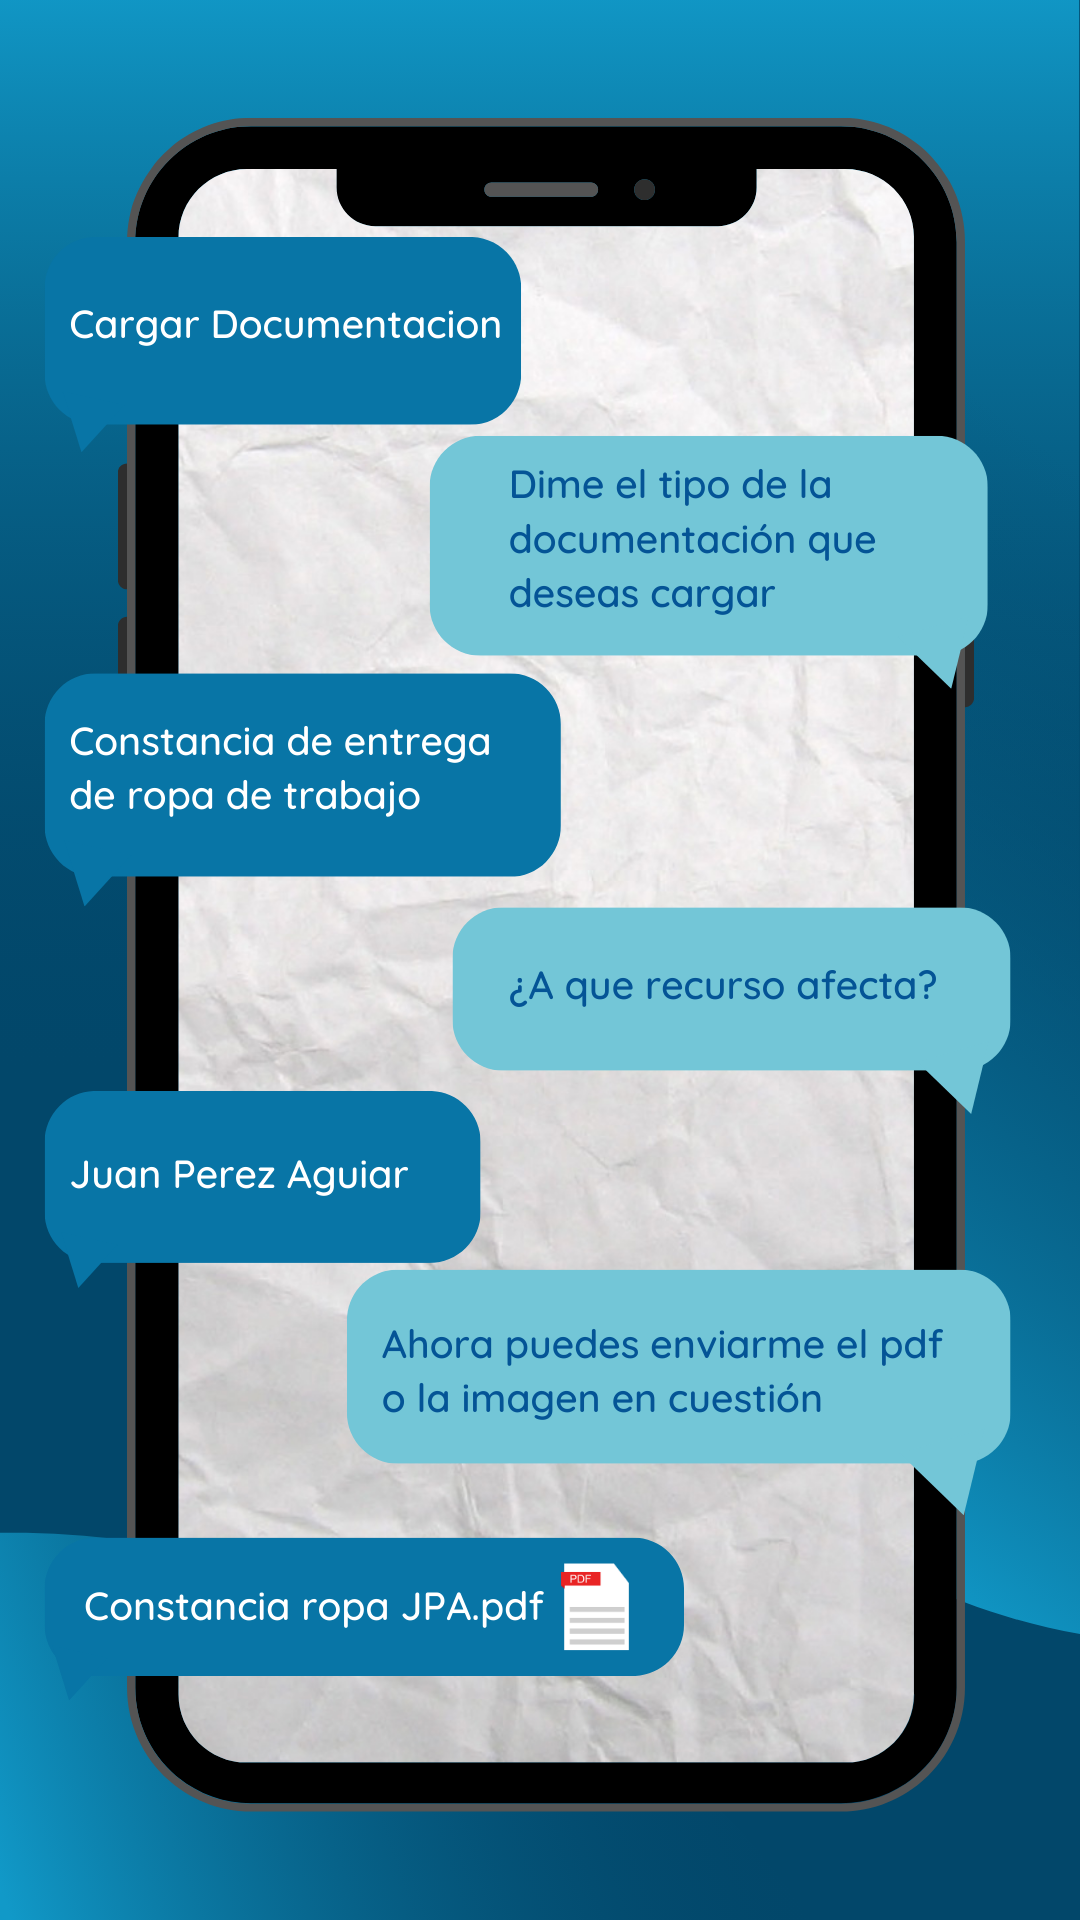 Cargar Documentacion
Dime el tipo de la
documentación que
deseas cargar
Constancia de entrega
de ropa de trabajo
¿A que recurso afecta?
Juan Perez Aguiar
Ahora puedes enviarme el pdf
o la imagen en cuestión
Constancia ropa JPA.pdf
PDF